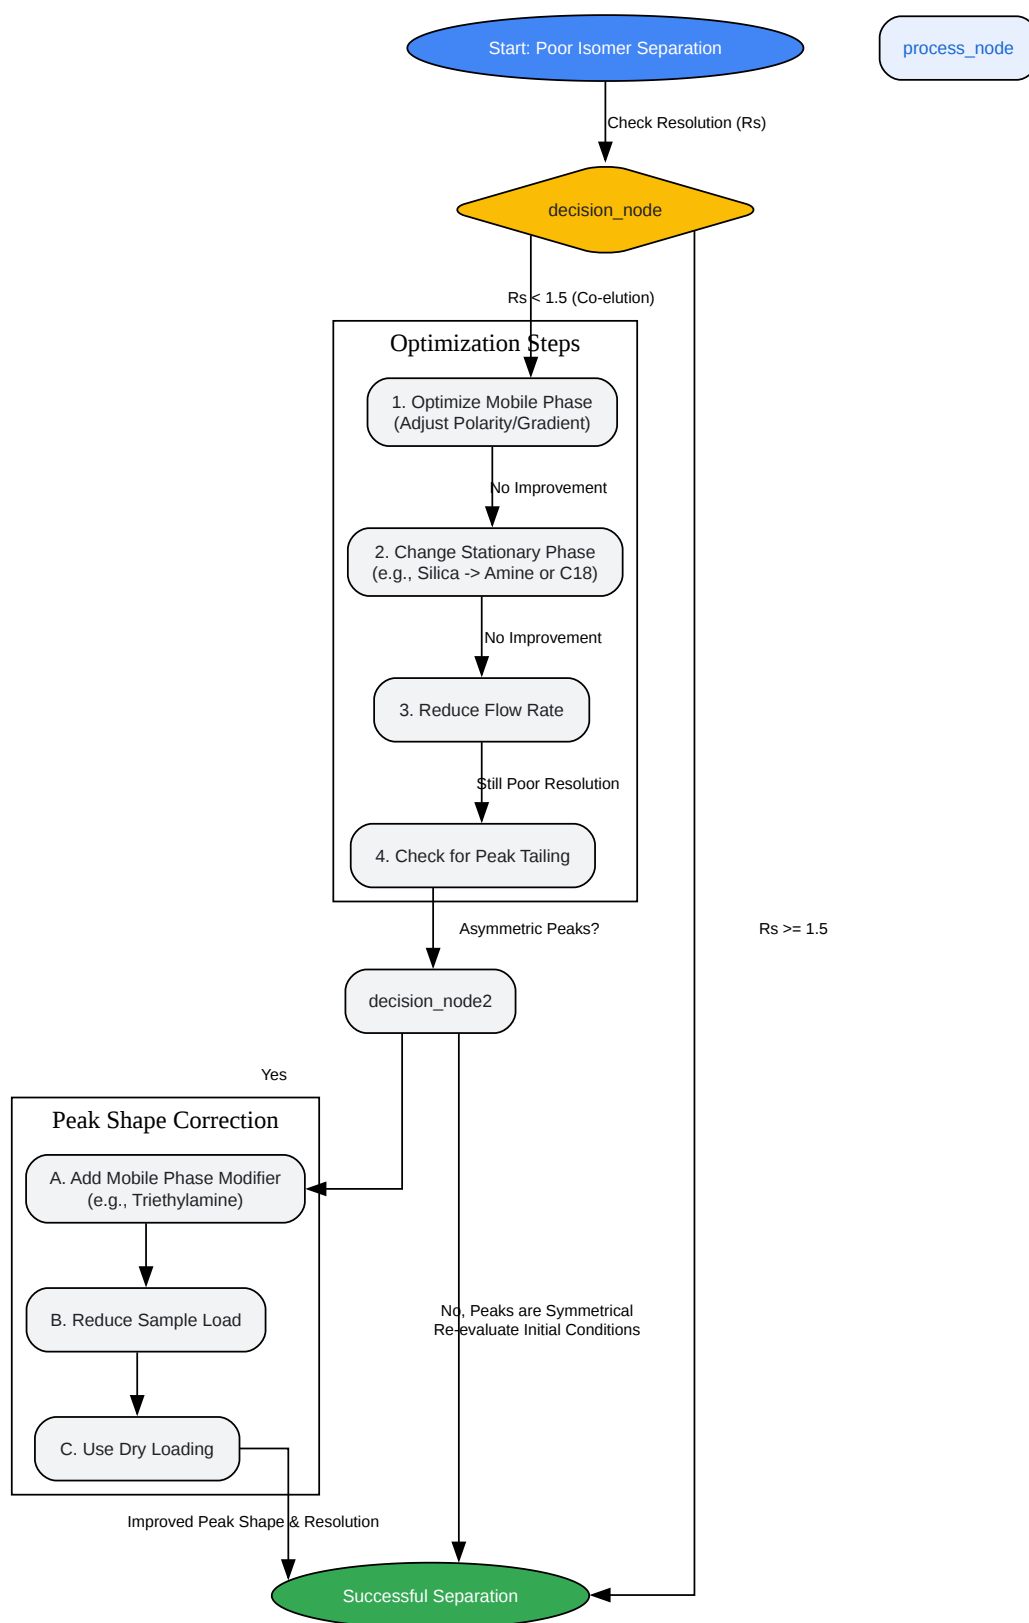 Start: Poor Isomer Separation
process_node
Check Resolution (Rs)
decision_node
Rs < 1.5 (Co-elution)
Optimization Steps
1. Optimize Mobile Phase
(Adjust Polarity/Gradient)
No Improvement
2. Change Stationary Phase
(e.g., Silica -> Amine or C18)
No Improvement
3. Reduce Flow Rate
Still Poor Resolution
4. Check for Peak Tailing
Asymmetric Peaks?
Rs >= 1.5
decision_node2
Yes
Peak Shape Correction
A. Add Mobile Phase Modifier
(e.g., Triethylamine)
B. Reduce Sample Load
No, Peaks are Symmetrical
Re-evaluate Initial Conditions
C. Use Dry Loading
Improved Peak Shape & Resolution
Successful Separation